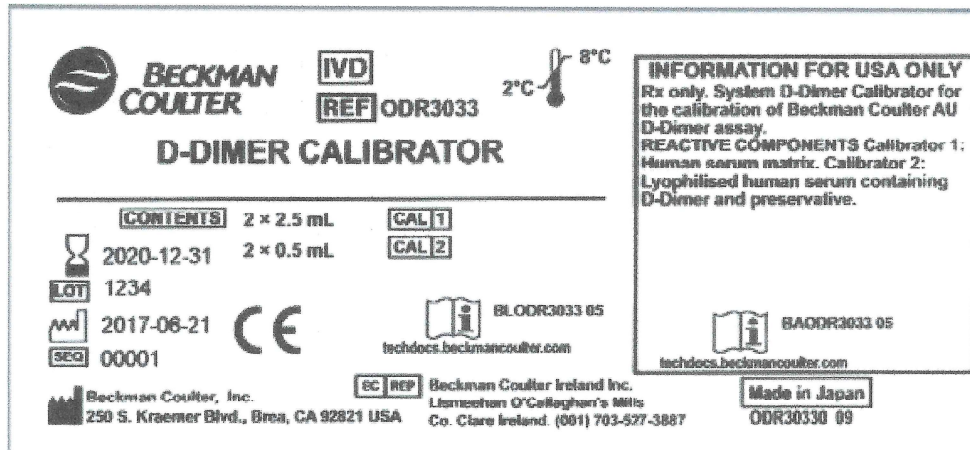 BECKMAN
COULTER
IVD
REF ODR3033
2°C
8°C
D-DIMER CALIBRATOR
CONTENTS 2 × 2.5 mL CAL 1
2 × 0.5 mL CAL 2
2020-12-31
LOT 1234
2017-06-21
SEQ 00001
CE
BLODR3033 05
techdocs.beckmancoulter.com
Beckman Coulter, Inc.
250 S. Kraemer Blvd., Brea, CA 92821 USA
EC REP Beckman Coulter Ireland Inc.
Lismeehan O'Callaghan's Mills
Co. Clare Ireland. (001) 703-527-3887
INFORMATION FOR USA ONLY
Rx only. System D-Dimer Calibrator for
the calibration of Beckman Coulter AU
D-Dimer assay.
REACTIVE COMPONENTS Calibrator 1:
Human serum matrix. Calibrator 2:
Lyophilised human serum containing
D-Dimer and preservative.
BAODR3033 05
techdocs.beckmancoulter.com
Made in Japan
ODR30330 09